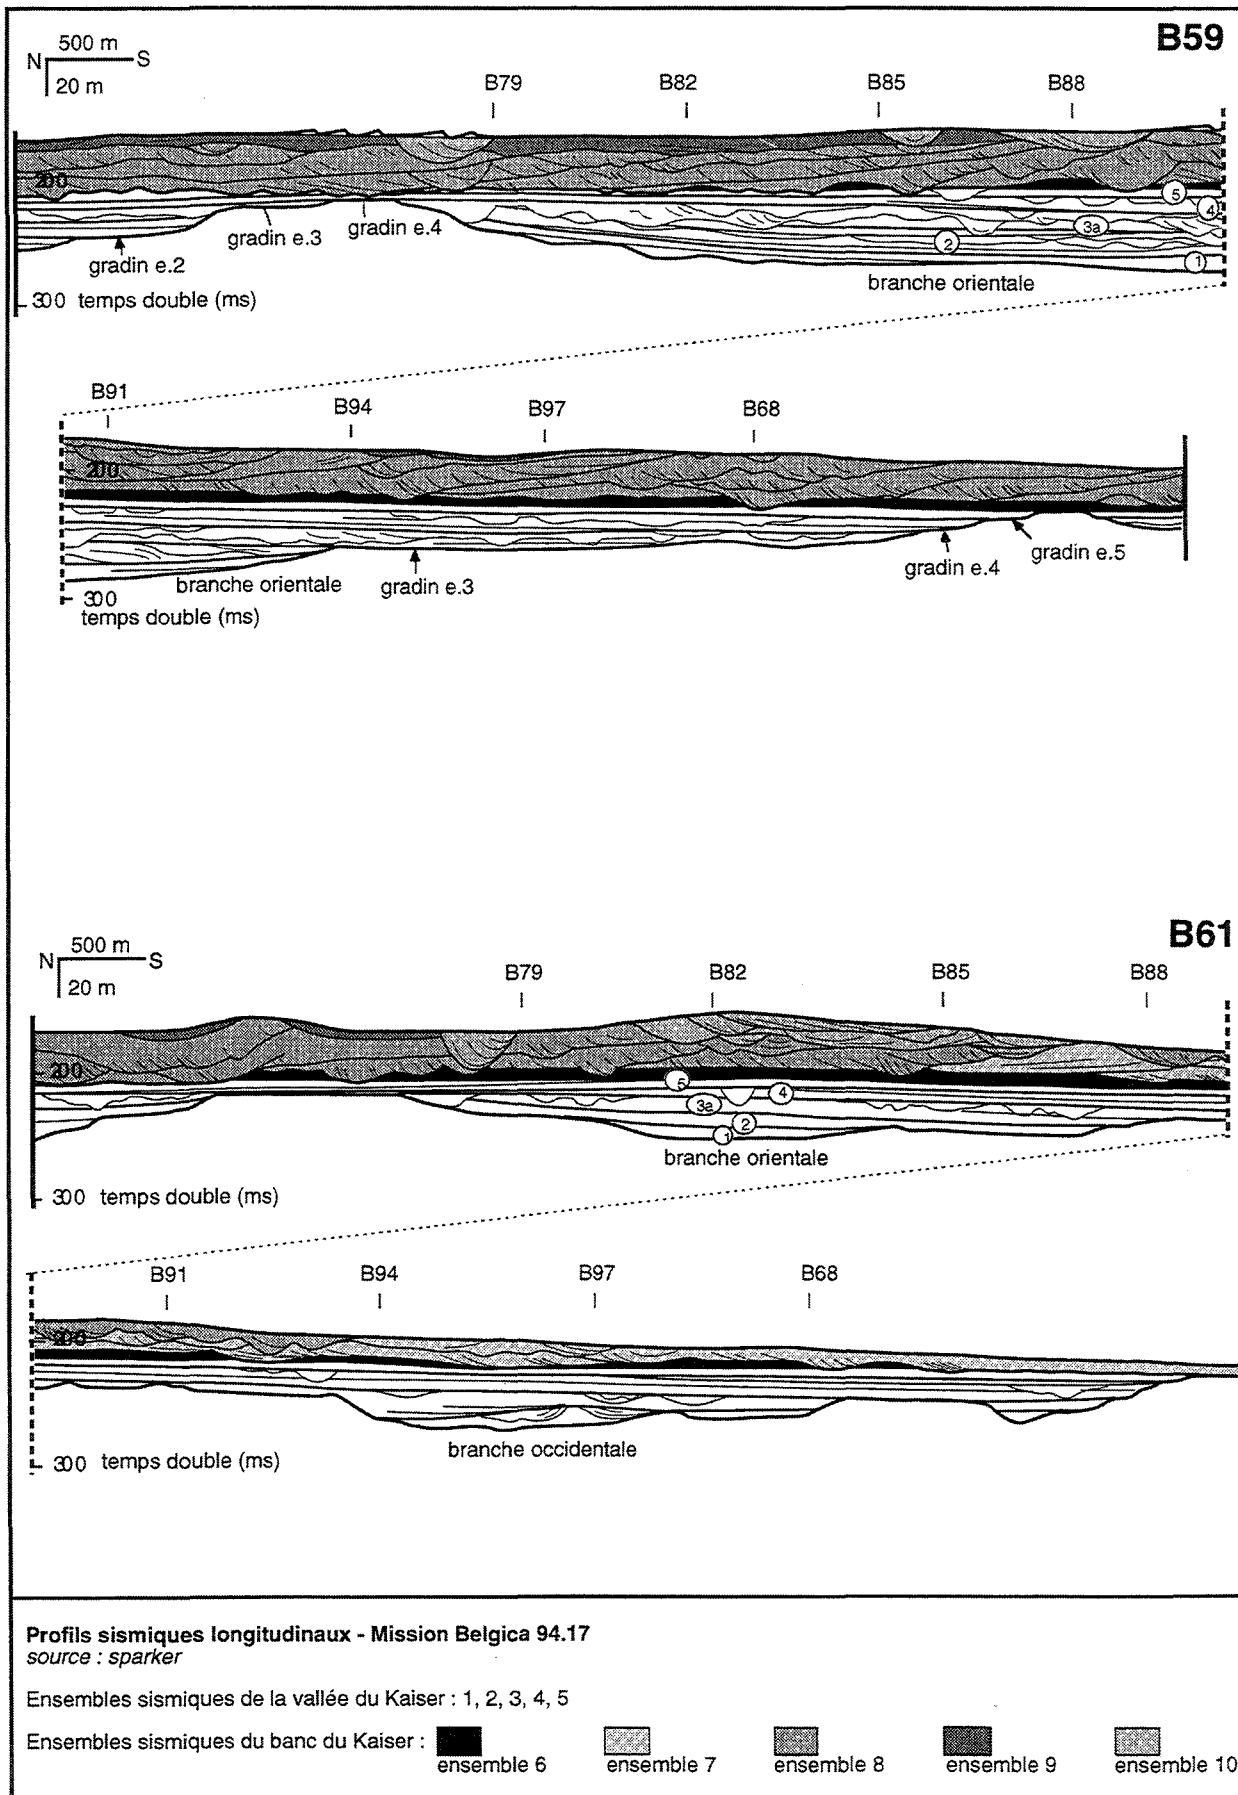 B59
500 m
N S
20 m
B79 B82 B85 B88
200
5
4
3a
2
1
gradin e.3 gradin e.4
gradin e.2
branche orientale
300 temps double (ms)
B91 B94 B97 B68
200
branche orientale gradin e.3 gradin e.4 gradin e.5
300
temps double (ms)
B61
500 m
N S
20 m
B79 B82 B85 B88
200
5
4
3a
2
1
branche orientale
300 temps double (ms)
B91 B94 B97 B68
200
branche occidentale
300 temps double (ms)
Profils sismiques longitudinaux - Mission Belgica 94.17
source : sparker
Ensembles sismiques de la vallée du Kaiser : 1, 2, 3, 4, 5
Ensembles sismiques du banc du Kaiser :
ensemble 6 ensemble 7 ensemble 8 ensemble 9 ensemble 10